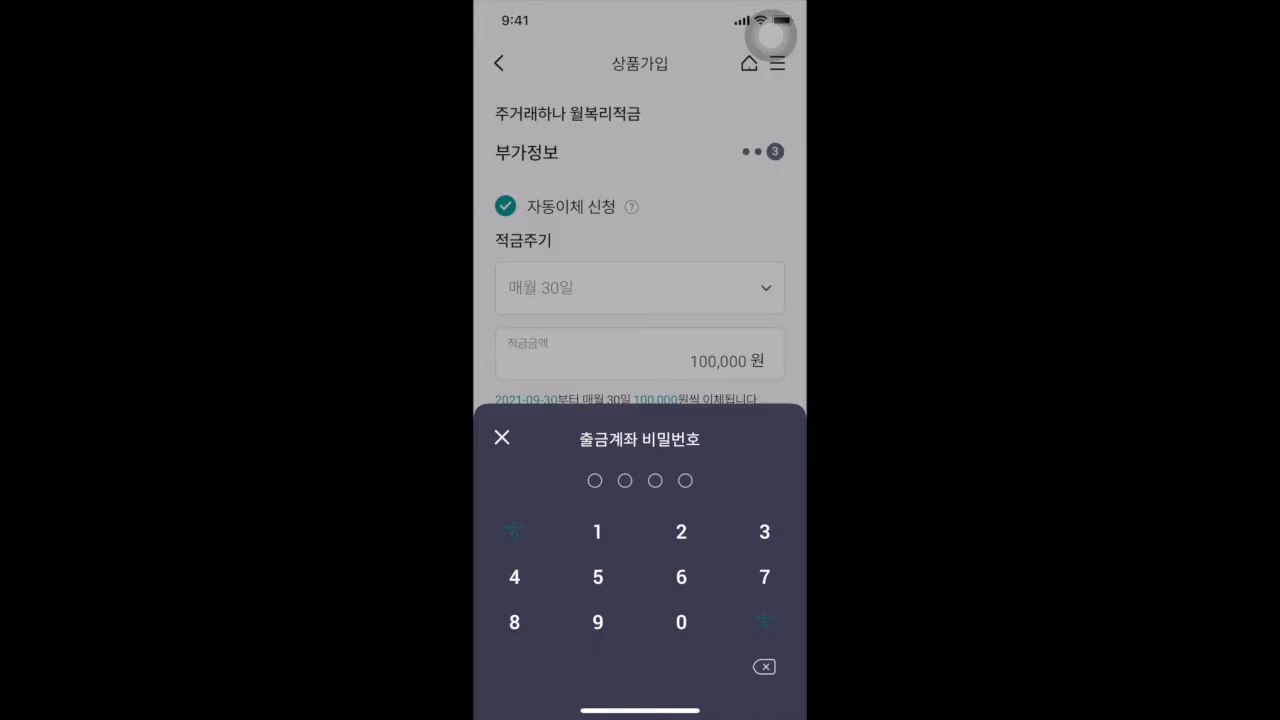 9:41
상품가입
주거래하나 월복리적금
부가정보
3
자동이체 신청 ?
적금주기
매월 30일
적금금액
100,000 원
2021-09-30부터 매월 30일 100,000원씩 이체됩니다
출금계좌 비밀번호
1 2 3
4 5 6 7
8 9 0